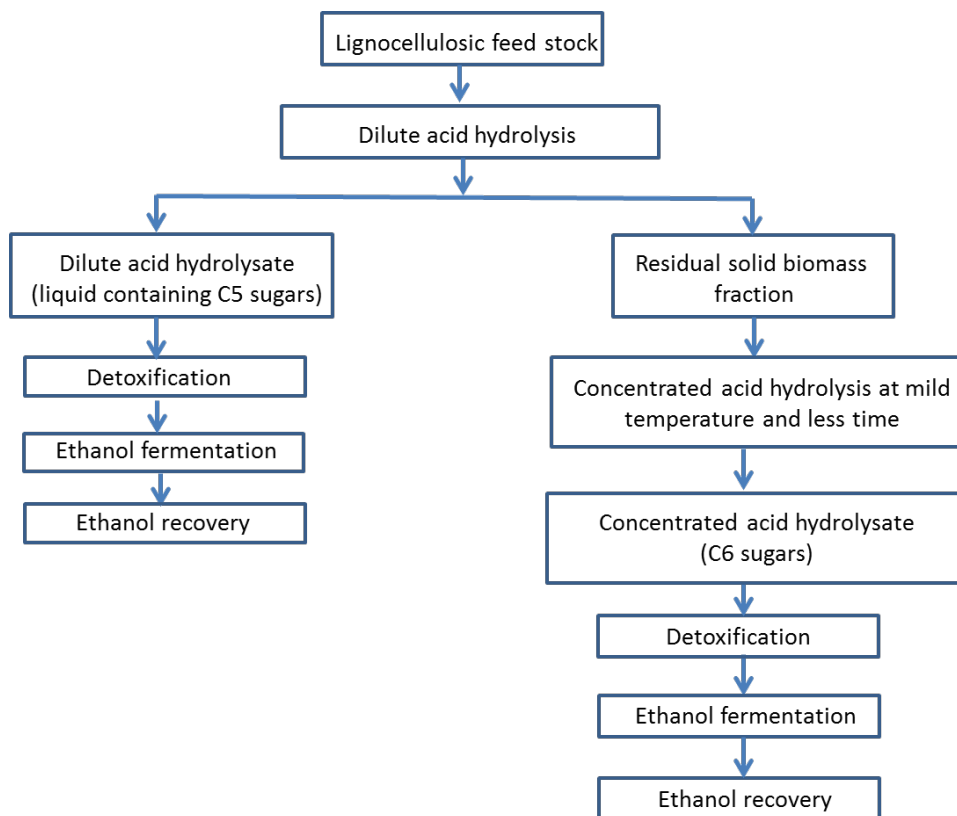 Lignocellulosic feed stock
Dilute acid hydrolysis
Dilute acid hydrolysate
(liquid containing C5 sugars)
Detoxification
Ethanol fermentation
Ethanol recovery
Residual solid biomass
fraction
Concentrated acid hydrolysis at mild
temperature and less time
Concentrated acid hydrolysate
(C6 sugars)
Detoxification
Ethanol fermentation
Ethanol recovery